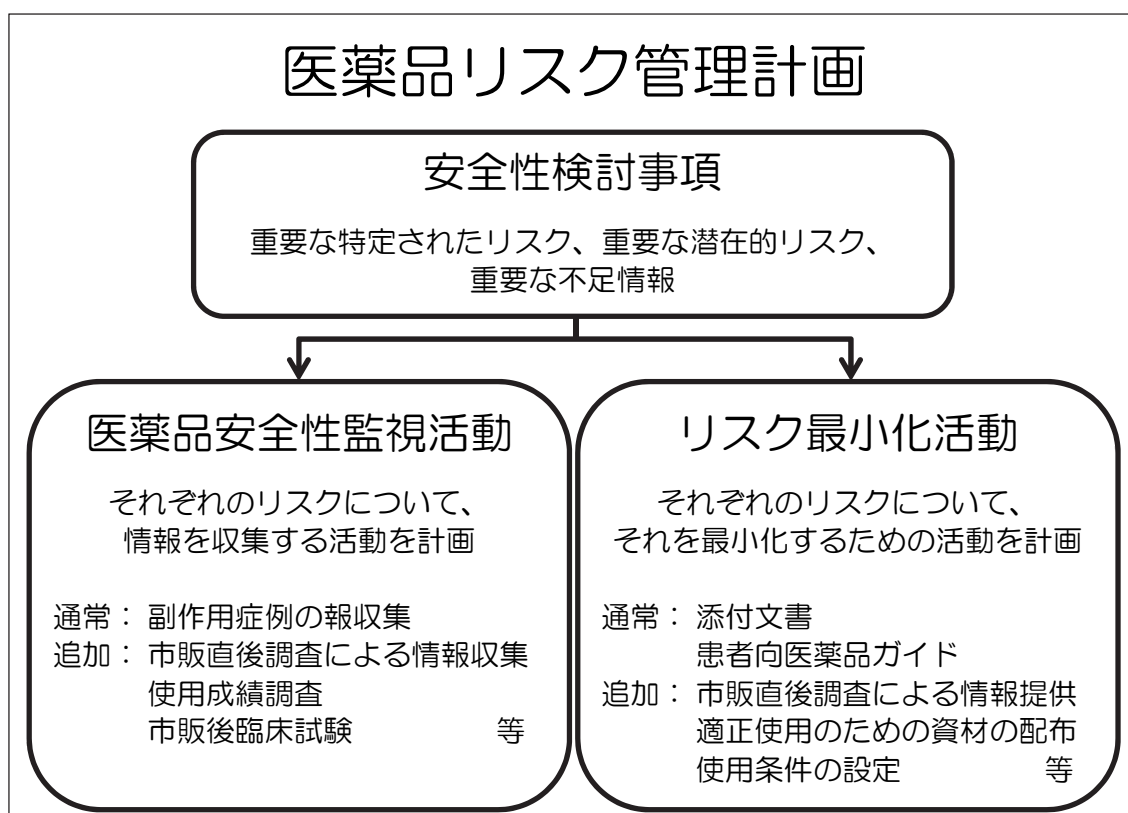 医薬品リスク管理計画
安全性検討事項
重要な特定されたリスク、重要な潜在的リスク、
重要な不足情報
医薬品安全性監視活動
それぞれのリスクについて、
情報を収集する活動を計画
通常： 副作用症例の報収集
追加： 市販直後調査による情報収集
使用成績調査
市販後臨床試験 等
リスク最小化活動
それぞれのリスクについて、
それを最小化するための活動を計画
通常： 添付文書
患者向医薬品ガイド
追加： 市販直後調査による情報提供
適正使用のための資材の配布
使用条件の設定 等